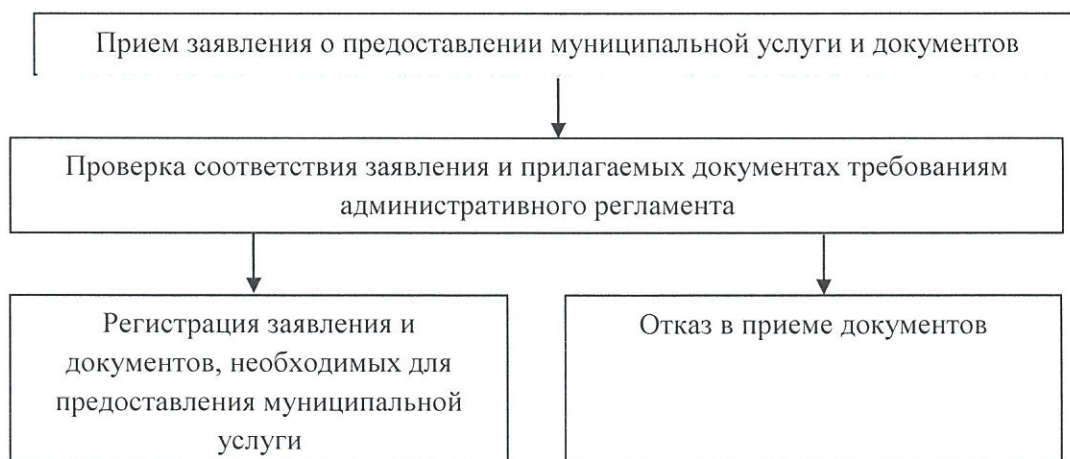 Прием заявления о предоставлении муниципальной услуги и документов
Проверка соответствия заявления и прилагаемых документах требованиям
административного регламента
Регистрация заявления и
документов, необходимых для
предоставления муниципальной
услуги
Отказ в приеме документов